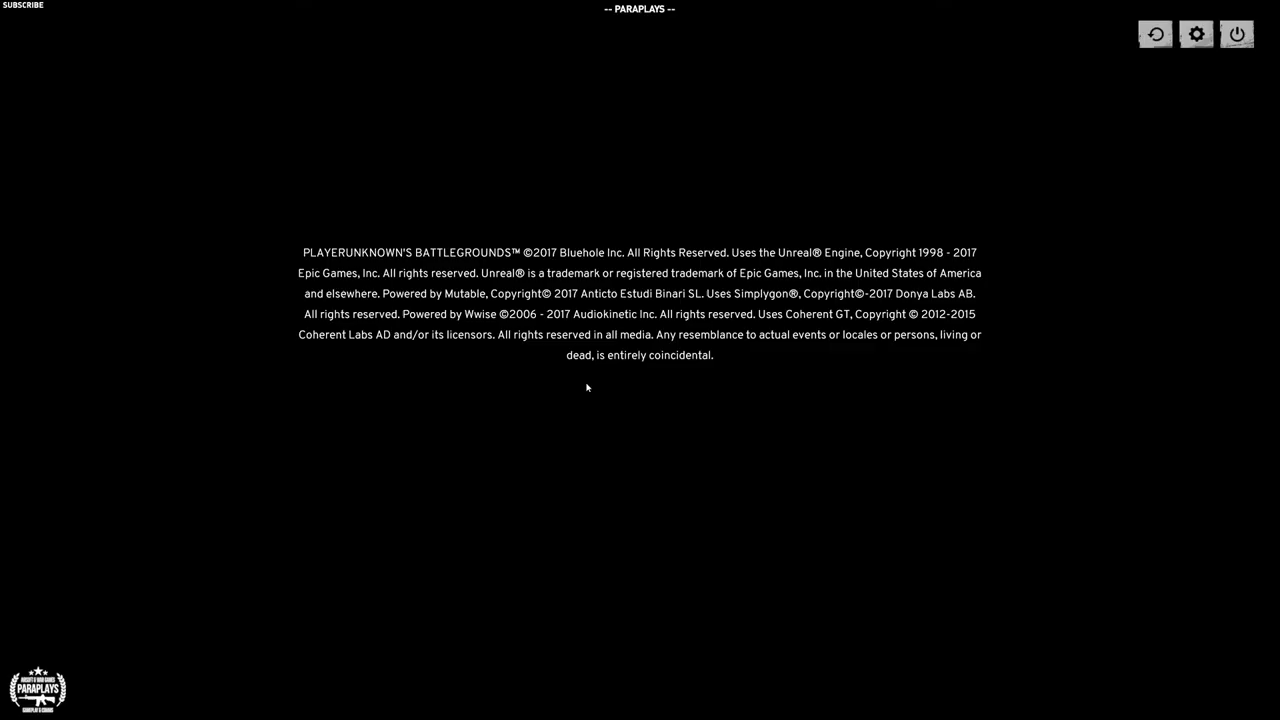 SUBSCRIBE
-- PARAPLAYS --
PLAYERUNKNOWN'S BATTLEGROUNDS™ ©2017 Bluehole Inc. All Rights Reserved. Uses the Unreal® Engine, Copyright 1998 - 2017
Epic Games, Inc. All rights reserved. Unreal® is a trademark or registered trademark of Epic Games, Inc. in the United States of America
and elsewhere. Powered by Mutable, Copyright© 2017 Anticto Estudi Binari SL. Uses Simplygon®, Copyright©-2017 Donya Labs AB.
All rights reserved. Powered by Wwise ©2006 - 2017 Audiokinetic Inc. All rights reserved. Uses Coherent GT, Copyright © 2012-2015
Coherent Labs AD and/or its licensors. All rights reserved in all media. Any resemblance to actual events or locales or persons, living or
dead, is entirely coincidental.
AIRSOFT & WAR GAMES
PARAPLAYS